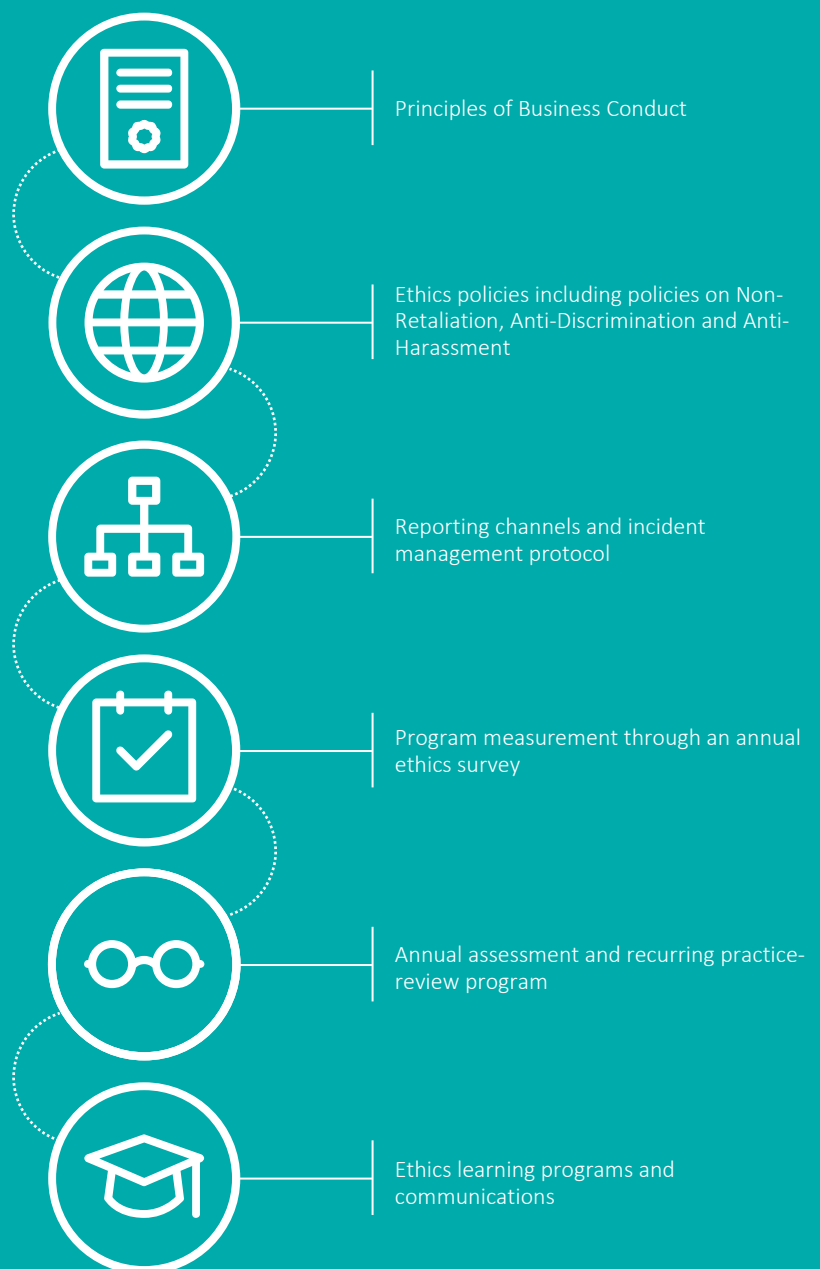 Principles of Business Conduct
Ethics policies including policies on Non-
Retaliation, Anti-Discrimination and Anti-
Harassment
Reporting channels and incident
management protocol
Program measurement through an annual
ethics survey
Annual assessment and recurring practice-
review program
Ethics learning programs and
communications